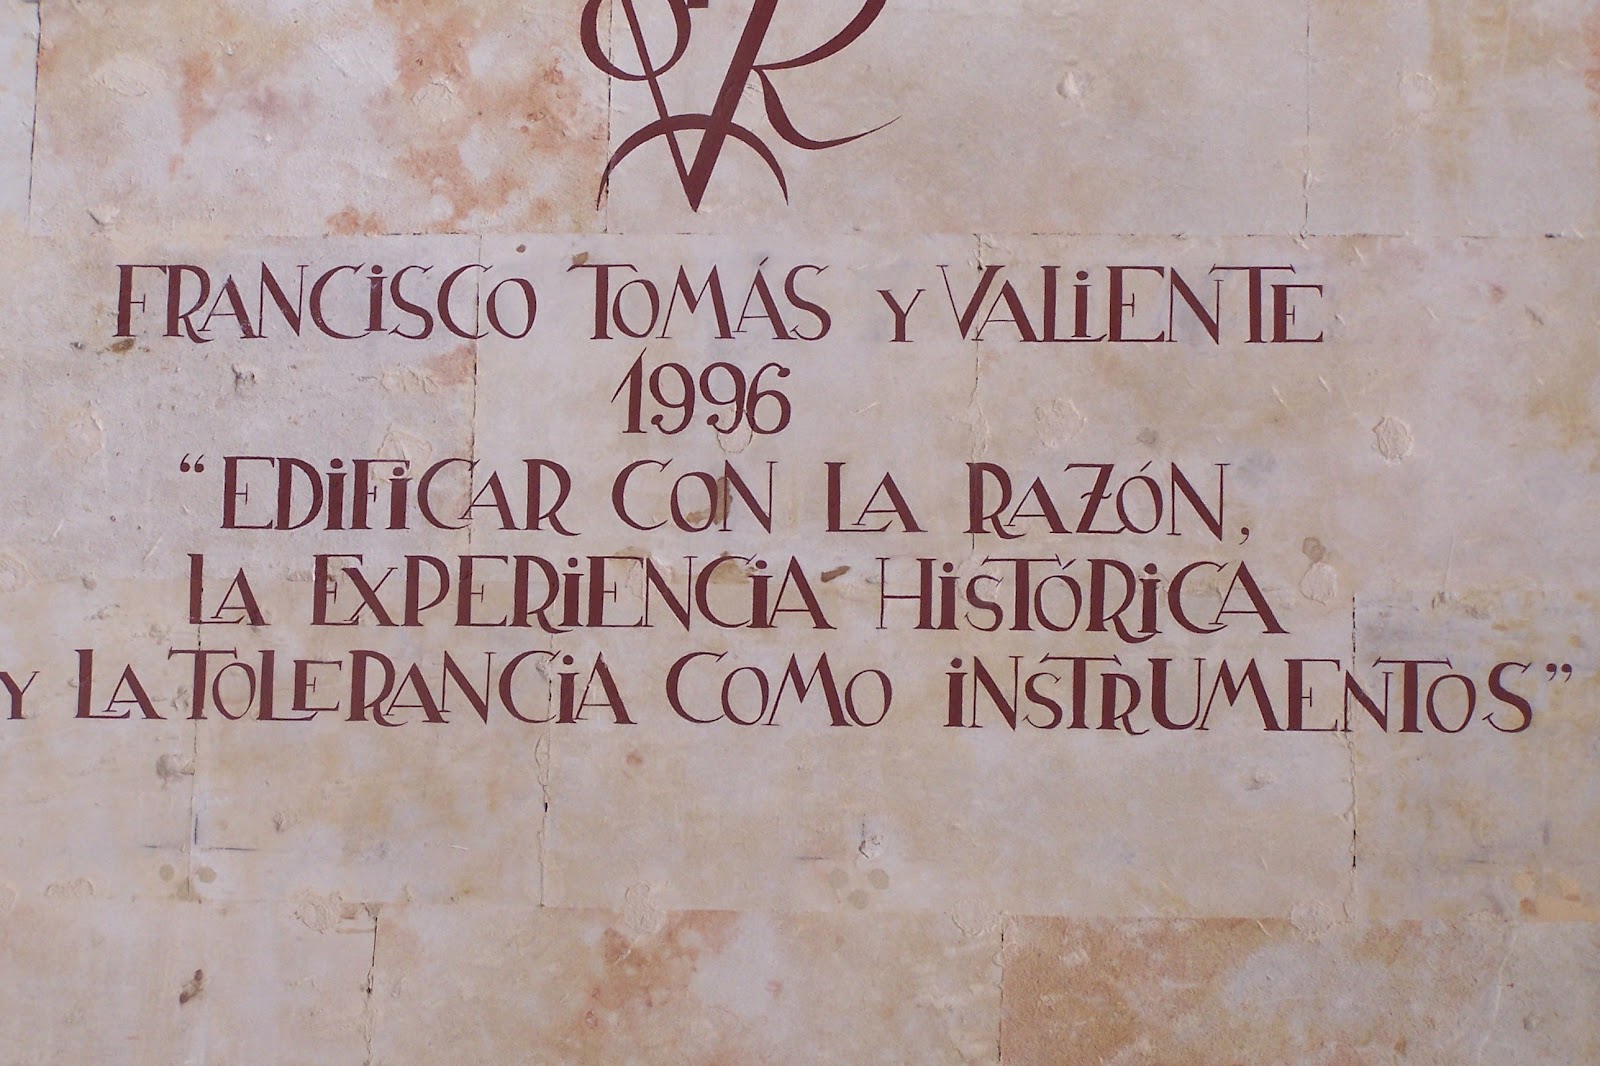 FRANCISCO TOMÁS Y VALIENTE
1996
“EDIFICAR CON LA RAZÓN,
LA EXPERIENCIA HISTÓRICA
Y LA TOLERANCIA COMO INSTRUMENTOS”